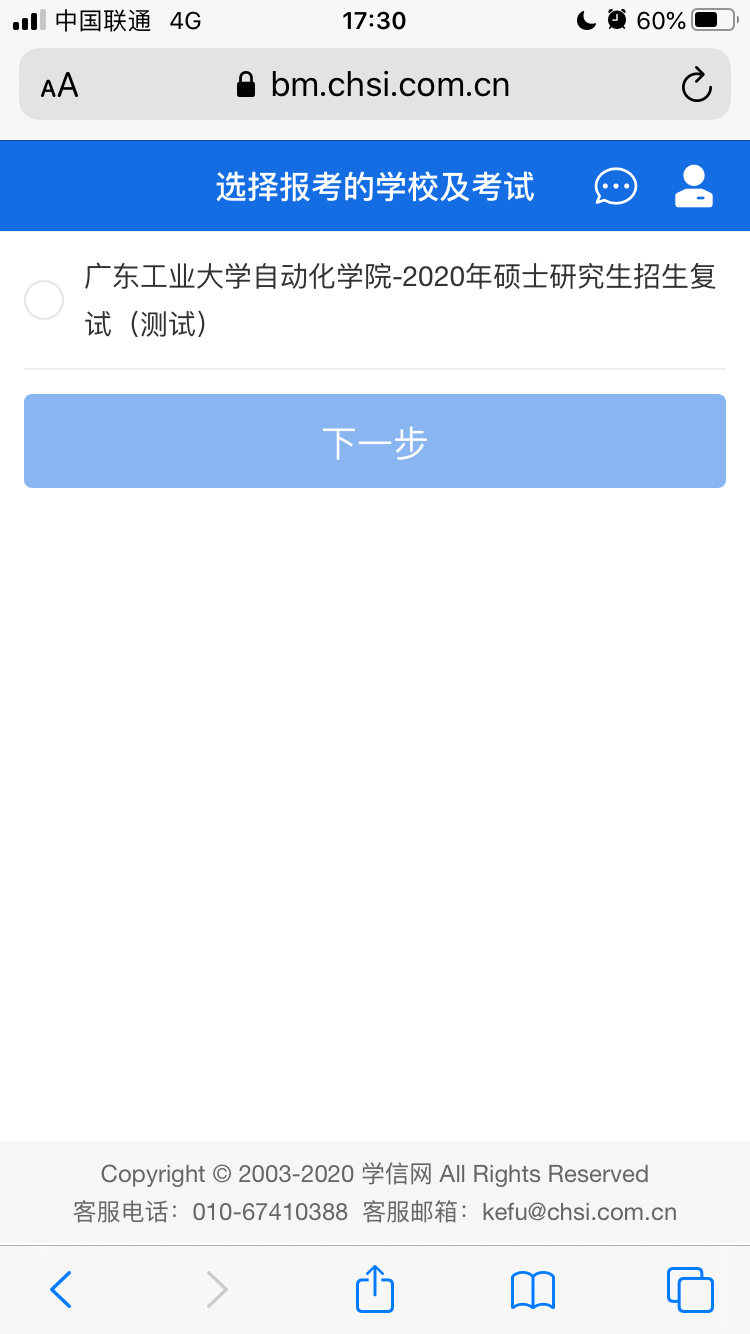 中国联通 4G 17:30 60%
AA bm.chsi.com.cn
选择报考的学校及考试
广东工业大学自动化学院-2020年硕士研究生招生复
试（测试）
下一步
Copyright © 2003-2020 学信网 All Rights Reserved
客服电话：010-67410388 客服邮箱：kefu@chsi.com.cn